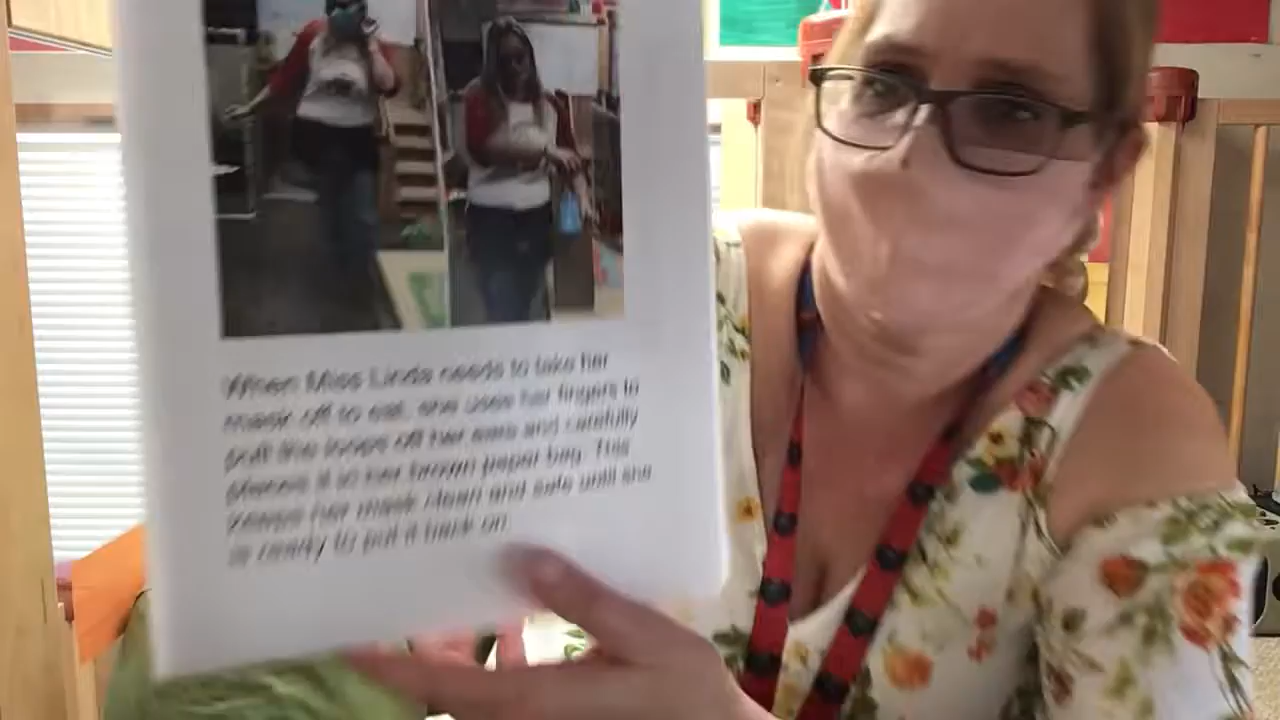 When Miss Linda needs to take her
mask off to eat, she uses her fingers to
pull the loops off her ears and carefully
places it in her brown paper bag. This
keeps her mask clean and safe until she
is ready to put it back on.